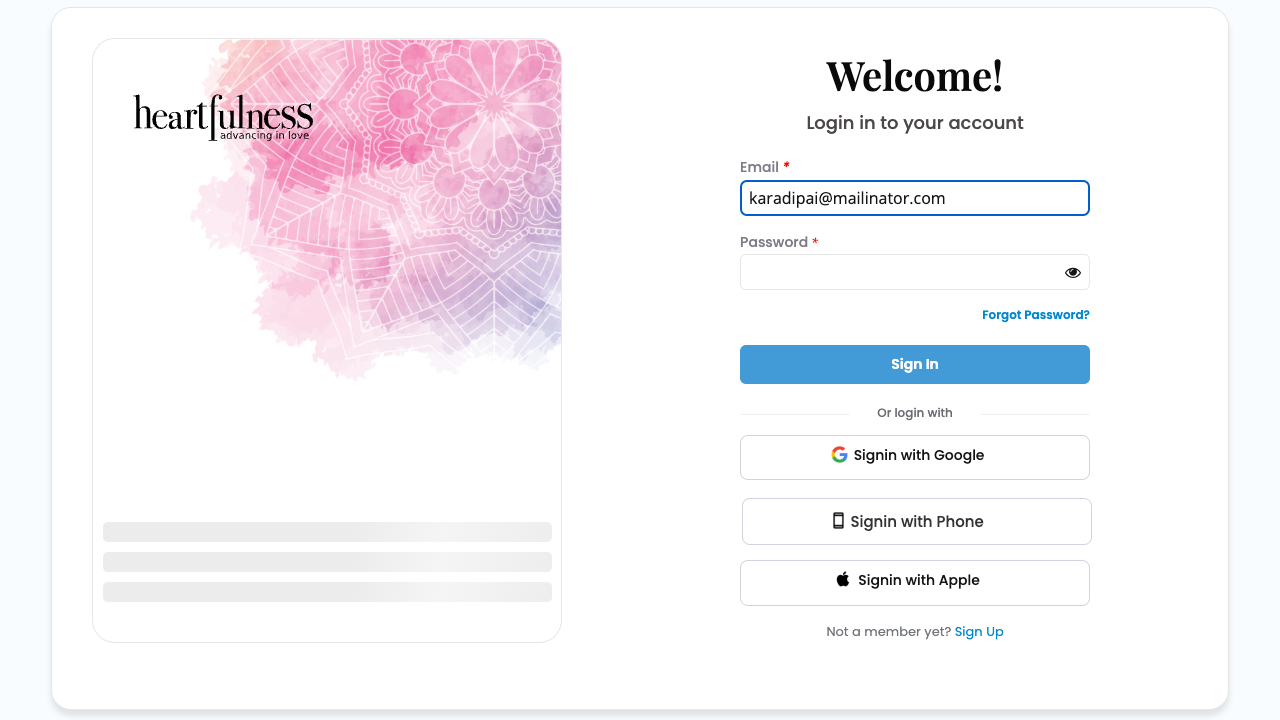 heartfulness
advancing in love
Welcome!
Login in to your account
Email *
karadipai@mailinator.com
Password *
Forgot Password?
Sign In
Or login with
Signin with Google
Signin with Phone
Signin with Apple
Not a member yet? Sign Up